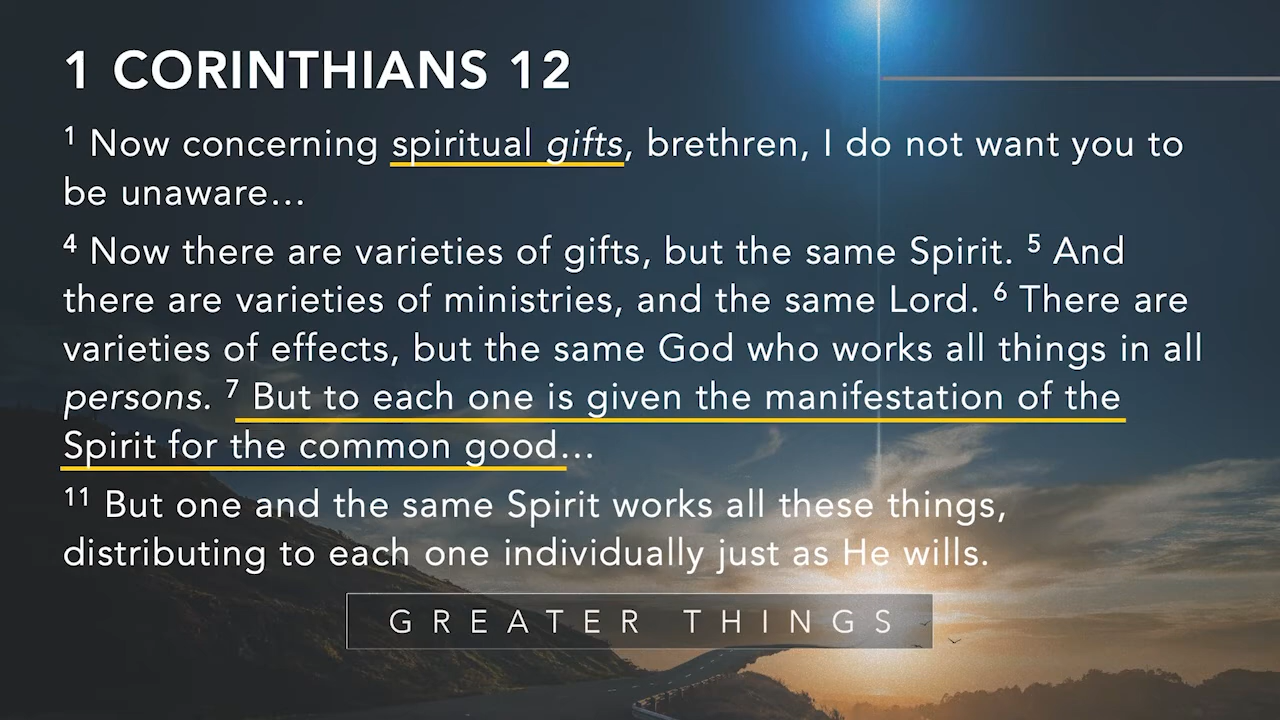 1 CORINTHIANS 12
1 Now concerning spiritual gifts, brethren, I do not want you to
be unaware...
4 Now there are varieties of gifts, but the same Spirit. 5 And
there are varieties of ministries, and the same Lord. 6 There are
varieties of effects, but the same God who works all things in all
persons. 7 But to each one is given the manifestation of the
Spirit for the common good...
11 But one and the same Spirit works all these things,
distributing to each one individually just as He wills.
GREATER THINGS